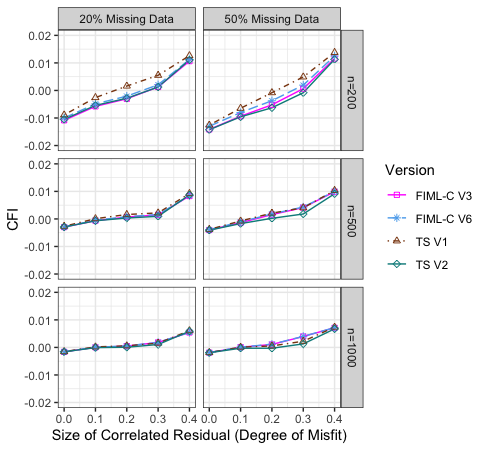 20% Missing Data 50% Missing Data
0.02
0.01
0.00
-0.01
-0.02
n=200
0.02
0.01
0.00
-0.01
-0.02
n=500
0.02
0.01
0.00
-0.01
-0.02
n=1000
CFI
0.0 0.1 0.2 0.3 0.4 0.0 0.1 0.2 0.3 0.4
Size of Correlated Residual (Degree of Misfit)
Version
FIML-C V3
FIML-C V6
TS V1
TS V2